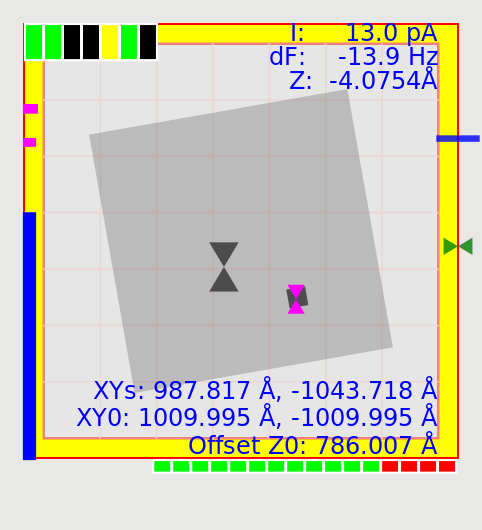 I: 13.0 pA
dF: -13.9 Hz
Z: -4.0754Å
XYs: 987.817 Å, -1043.718 Å
XY0: 1009.995 Å, -1009.995 Å
Offset Z0: 786.007 Å